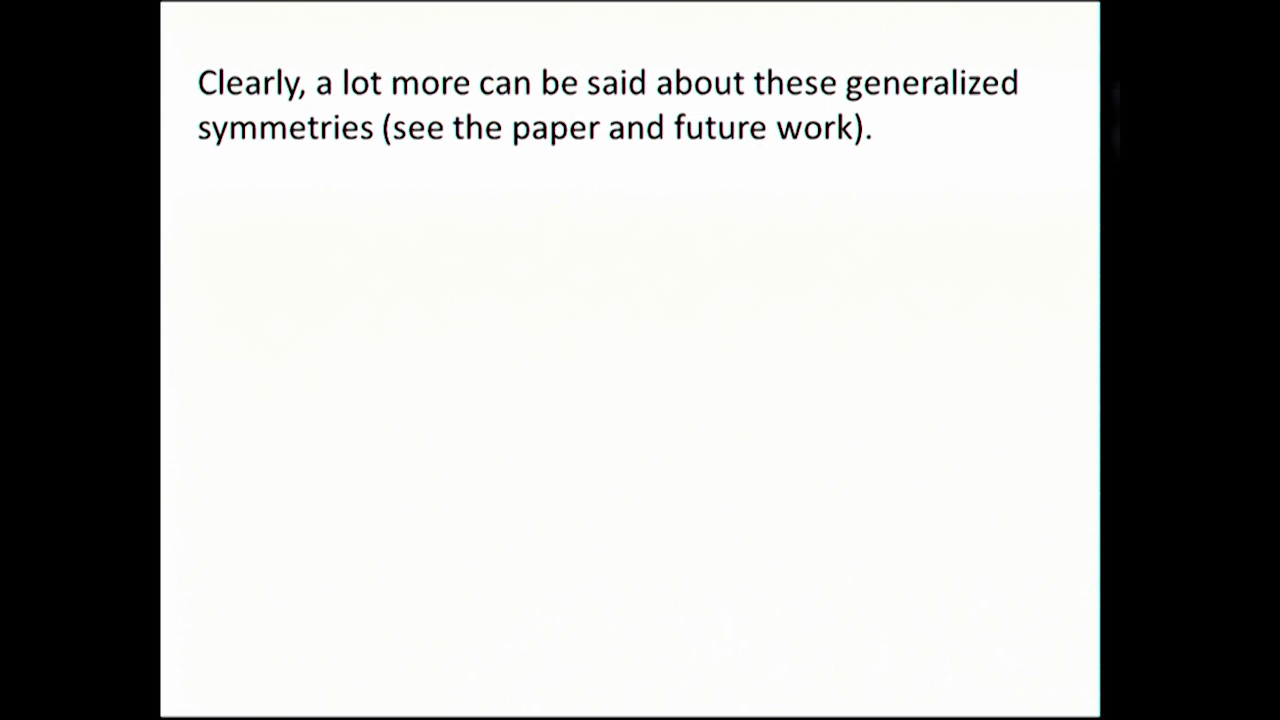 Clearly, a lot more can be said about these generalized
symmetries (see the paper and future work).